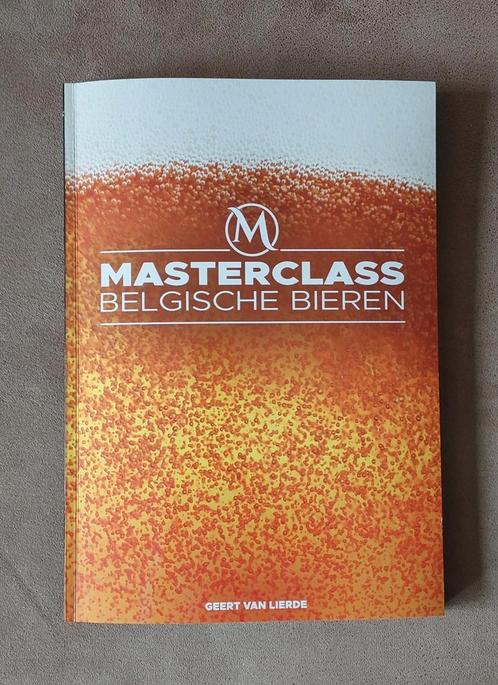 M
MASTERCLASS
BELGISCHE BIEREN
GEERT VAN LIERDE